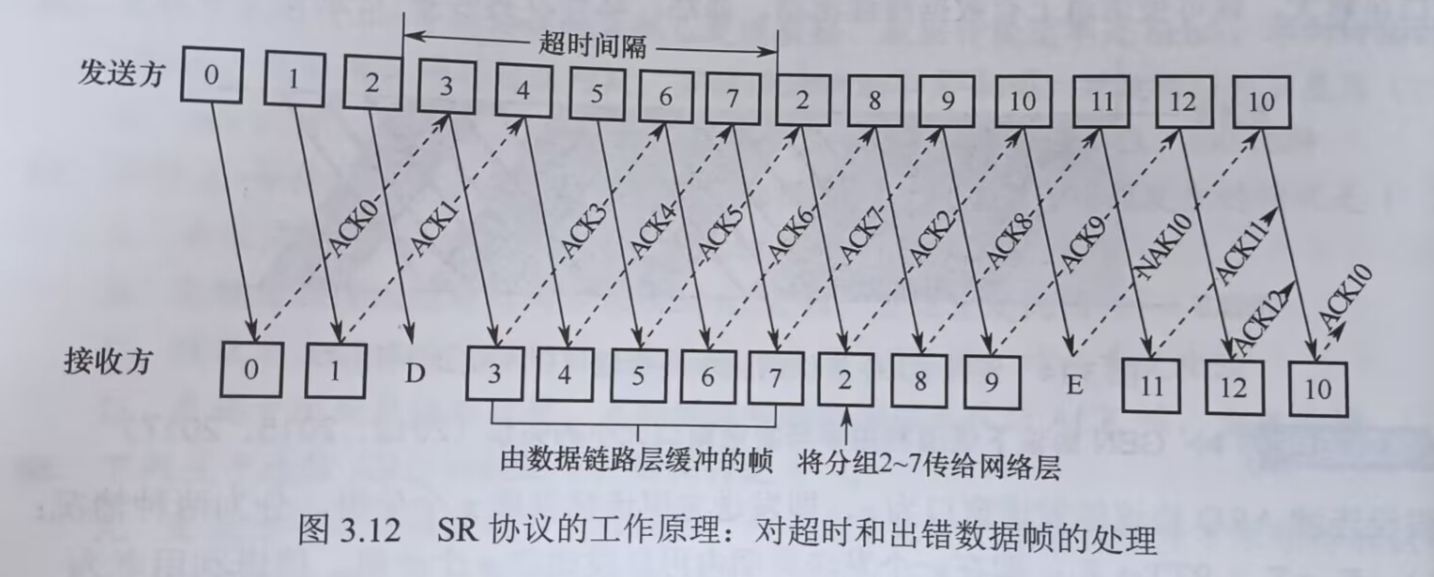 超时间隔
发送方 0 1 2 3 4 5 6 7 2 8 9 10 11 12 10
ACK0 ACK1 ACK3 ACK4 ACK5 ACK6 ACK7 ACK2 ACK8 ACK9 NAK10 ACK11 ACK12 ACK10
接收方 0 1 D 3 4 5 6 7 2 8 9 E 11 12 10
由数据链路层缓冲的帧 将分组2~7传给网络层
图 3.12 SR 协议的工作原理：对超时和出错数据帧的处理